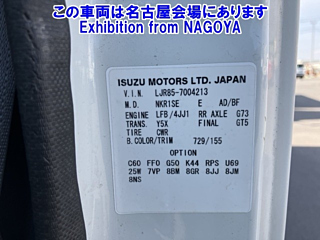 この車両は名古屋会場にあります
Exhibition from NAGOYA
ISUZU MOTORS LTD. JAPAN
V.I.N. LJR85-7004213
M.D. NKR1SE E AD/BF
ENGINE LFB/4JJ1 RR AXLE G73
TRANS. Y5X FINAL GT5
TIRE CWR
B.COLOR/TRIM 729/155
OPTION
C60 FF0 G50 K44 RPS U69
25W 7VP 8BM 8GR 8JJ 8JM
8NS